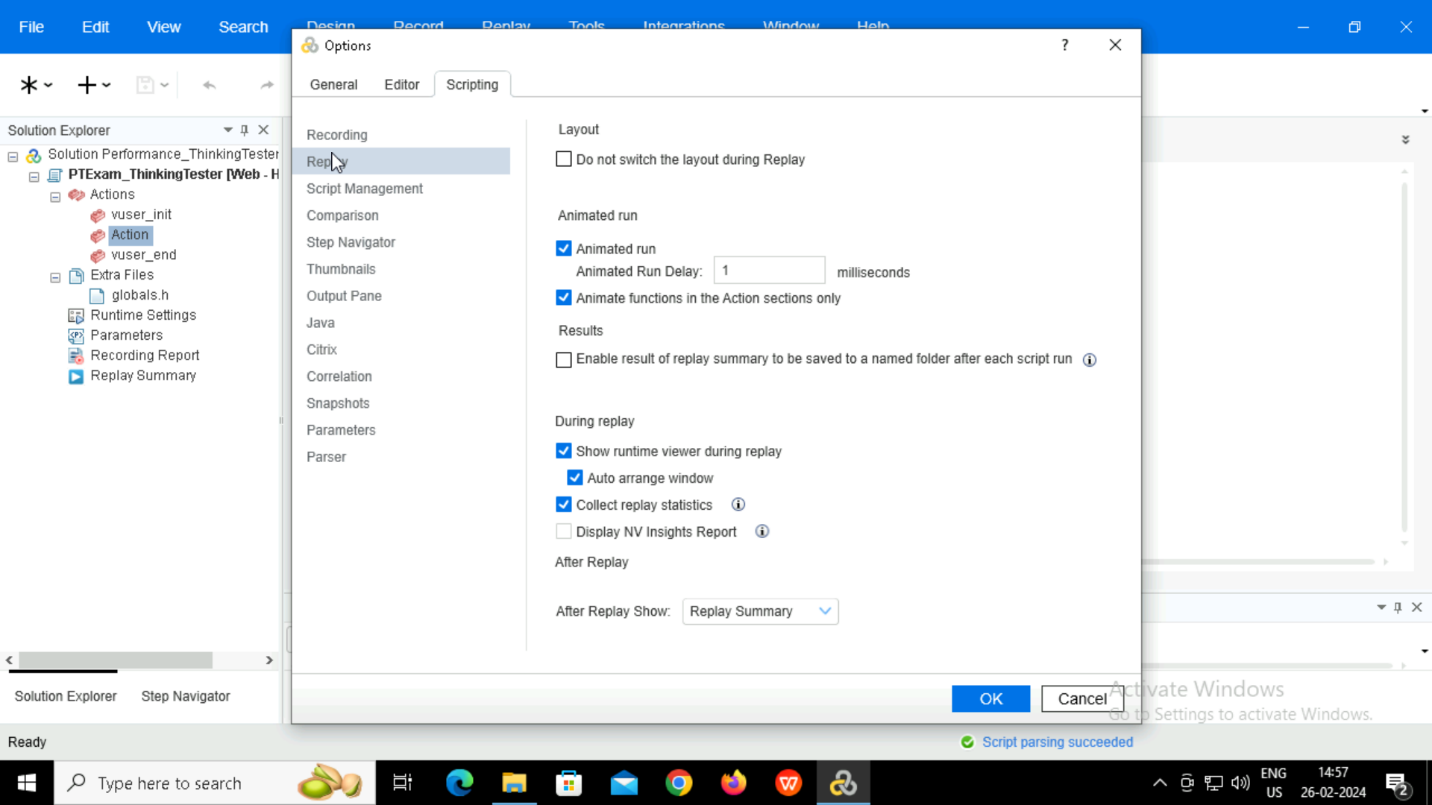 File Edit View Search Design Record Replay Tools Integrations Window Help
Options
?
General Editor Scripting
Solution Explorer
Solution Performance_ThinkingTester
PTExam_ThinkingTester [Web - H
Actions
vuser_init
Action
vuser_end
Extra Files
globals.h
Runtime Settings
Parameters
Recording Report
Replay Summary
Solution Explorer Step Navigator
Recording
Replay
Script Management
Comparison
Step Navigator
Thumbnails
Output Pane
Java
Citrix
Correlation
Snapshots
Parameters
Parser
Layout
Do not switch the layout during Replay
Animated run
Animated run
Animated Run Delay: 1 milliseconds
Animate functions in the Action sections only
Results
Enable result of replay summary to be saved to a named folder after each script run
During replay
Show runtime viewer during replay
Auto arrange window
Collect replay statistics
Display NV Insights Report
After Replay
After Replay Show: Replay Summary
OK Cancel
Activate Windows
Go to Settings to activate Windows.
Ready
Script parsing succeeded
Type here to search
ENG
US
14:57
26-02-2024
2